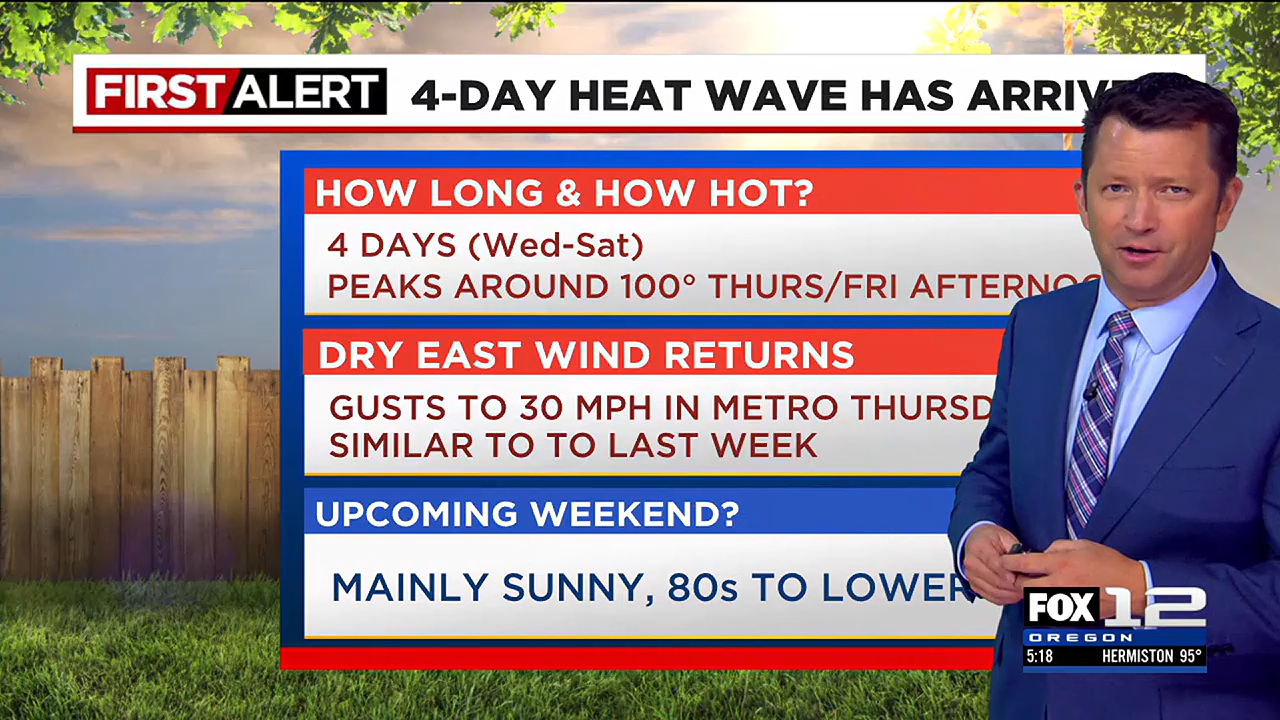 FIRST ALERT 4-DAY HEAT WAVE HAS ARRIV
HOW LONG & HOW HOT?
4 DAYS (Wed-Sat)
PEAKS AROUND 100° THURS/FRI AFTERNOO
DRY EAST WIND RETURNS
GUSTS TO 30 MPH IN METRO THURSD
SIMILAR TO TO LAST WEEK
UPCOMING WEEKEND?
MAINLY SUNNY, 80s TO LOWER
FOX 12
OREGON
5:18 HERMISTON 95°